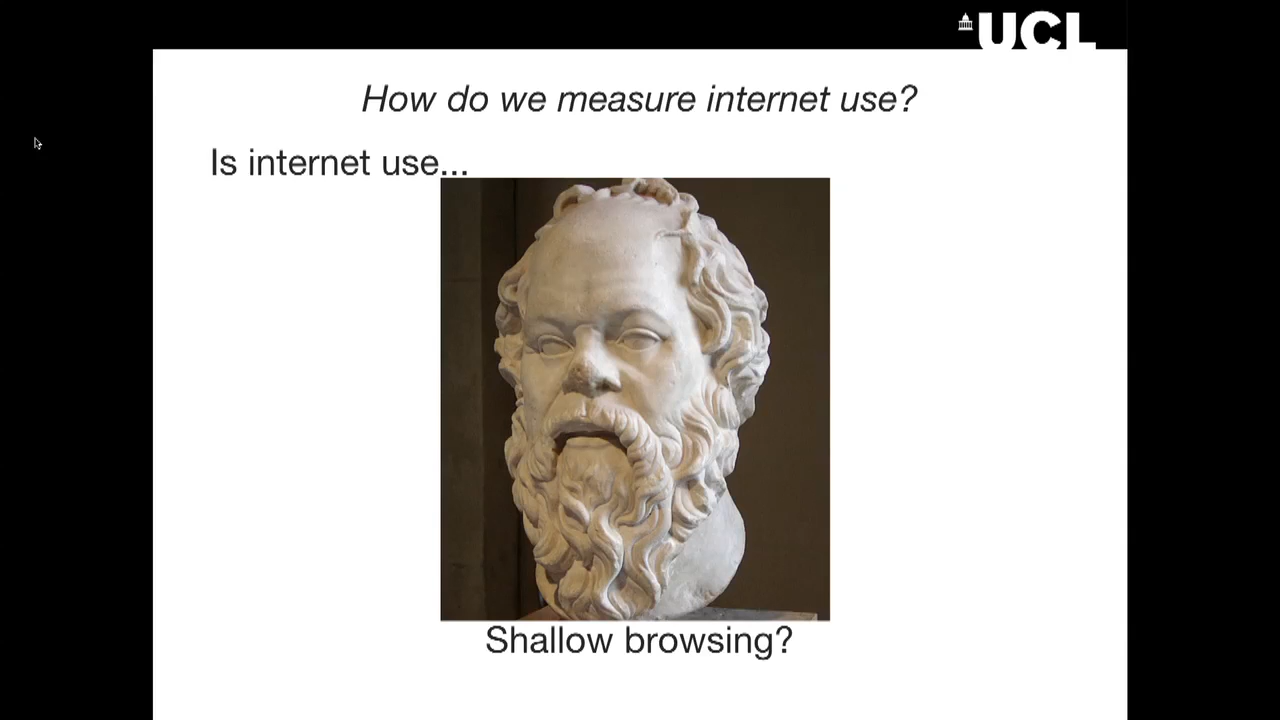 UCL
How do we measure internet use?
Is internet use...
Shallow browsing?